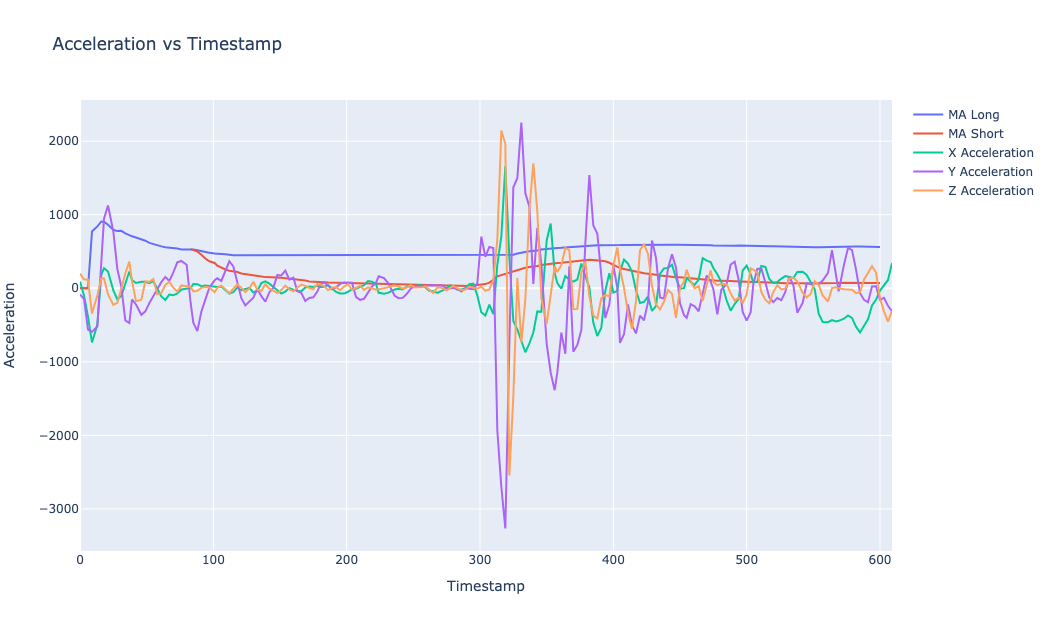 Acceleration vs Timestamp
MA Long
MA Short
X Acceleration
Y Acceleration
Z Acceleration
2000
1000
0
−1000
−2000
−3000
Acceleration
0 100 200 300 400 500 600
Timestamp